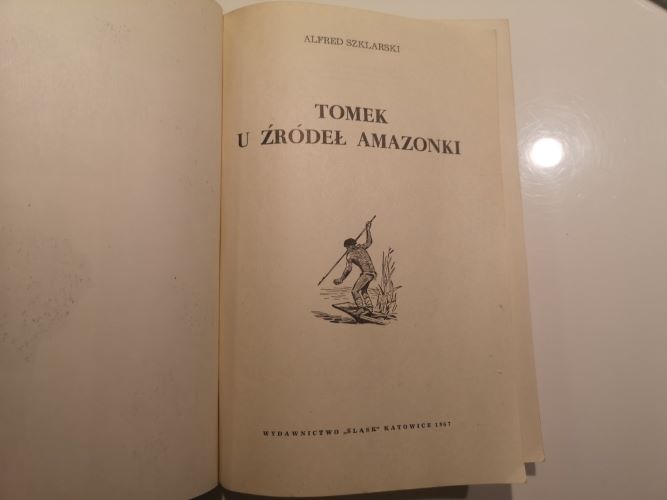 ALFRED SZKLARSKI
TOMEK
U ŹRÓDEŁ AMAZONKI
WYDAWNICTWO „ŚLĄSK" KATOWICE 1967